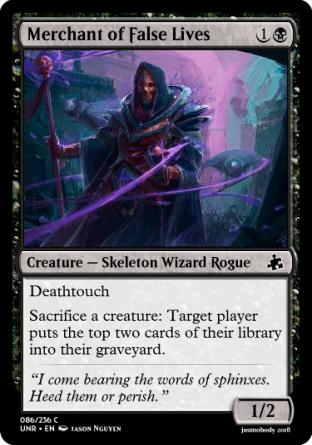 Merchant of False Lives 1
Creature — Skeleton Wizard Rogue
Deathtouch
Sacrifice a creature: Target player
puts the top two cards of their library
into their graveyard.
“I come bearing the words of sphinxes.
Heed them or perish.”
1/2
086/236 C
UNR • EN JASON NGUYEN
justnobody 2018